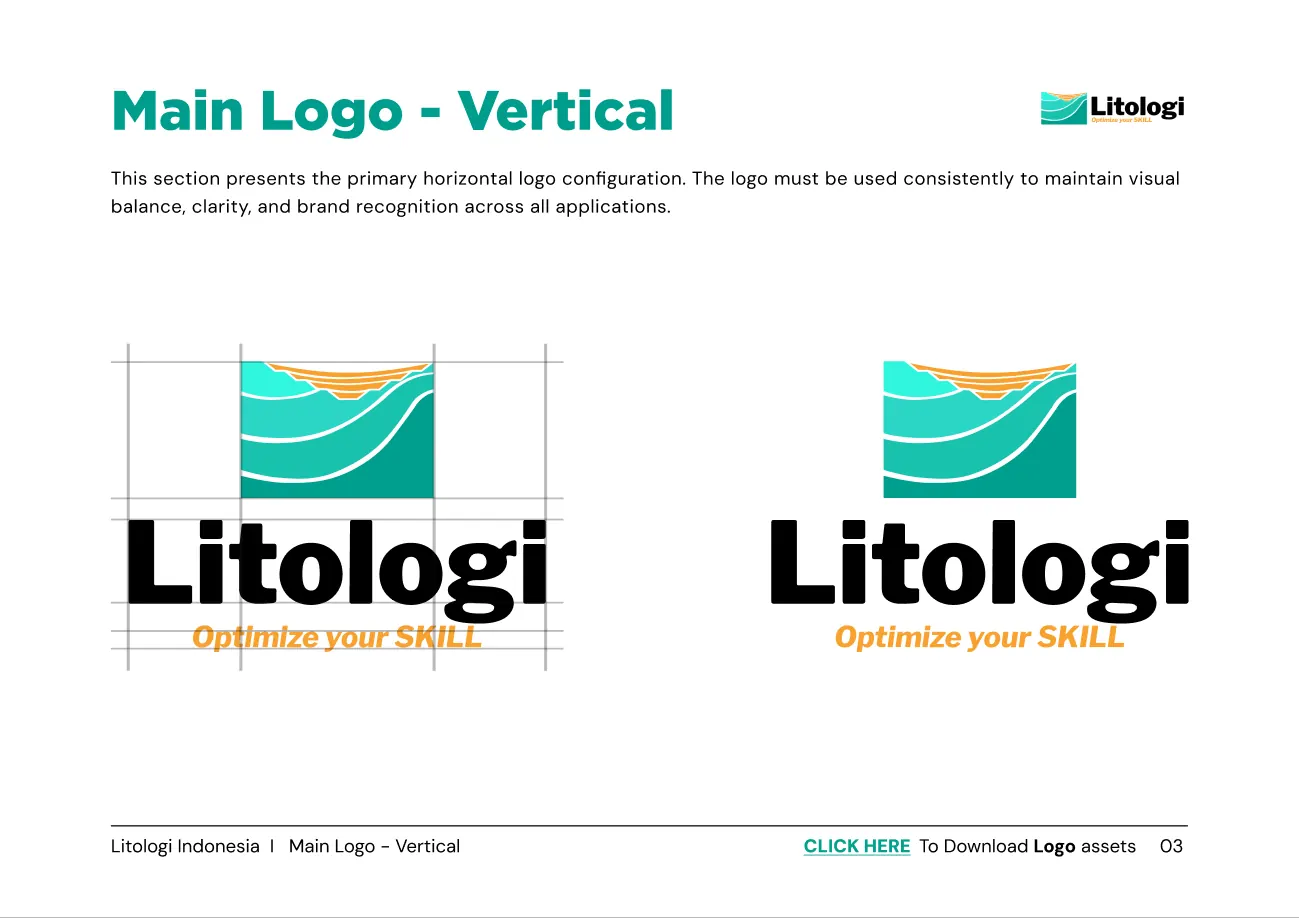 Main Logo - Vertical
Litologi
Optimize your SKILL
This section presents the primary horizontal logo configuration. The logo must be used consistently to maintain visual
balance, clarity, and brand recognition across all applications.
Litologi
Optimize your SKILL
Litologi
Optimize your SKILL
Litologi Indonesia I Main Logo - Vertical
CLICK HERE To Download Logo assets 03